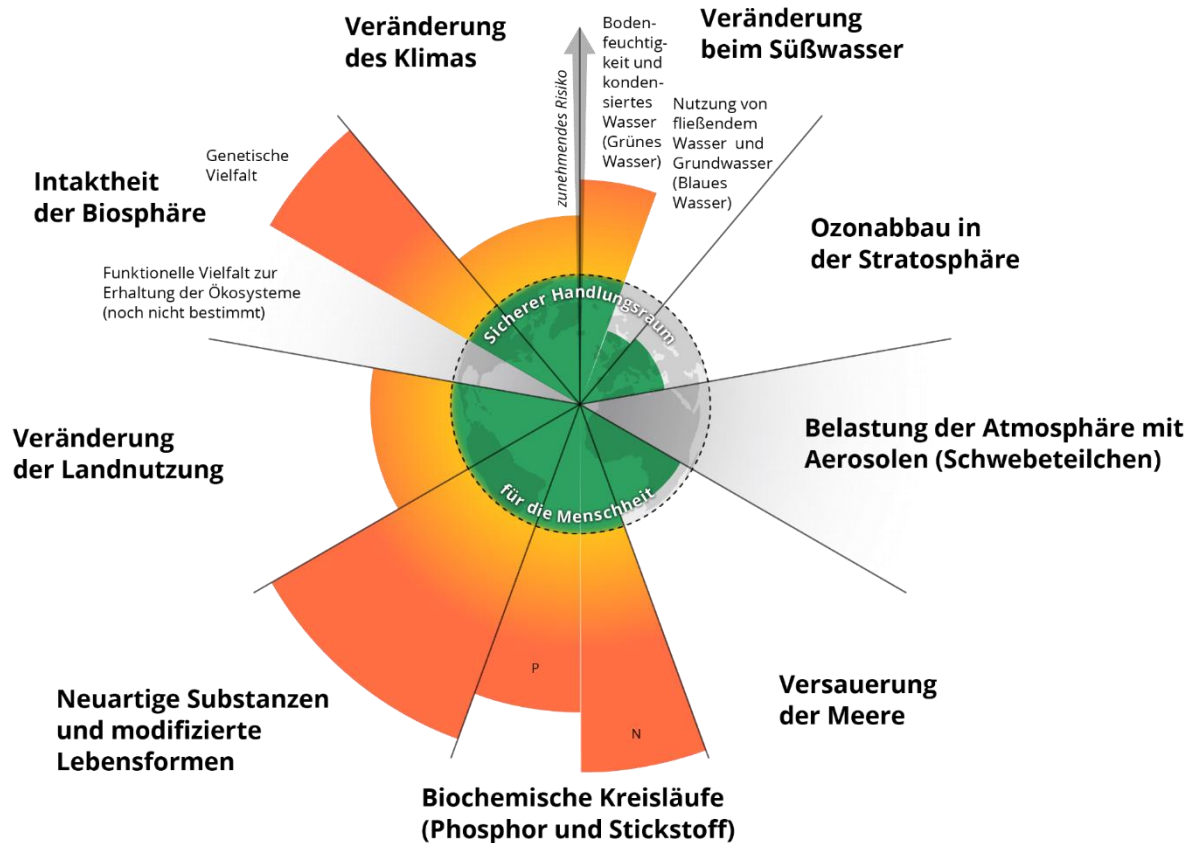 Veränderung
des Klimas
zunehmendes Risiko
Boden-
feuchtig-
keit und
konden-
siertes
Wasser
(Grünes
Wasser)
Nutzung von
fließendem
Wasser und
Grundwasser
(Blaues
Wasser)
Veränderung
beim Süßwasser
Genetische
Vielfalt
Intaktheit
der Biosphäre
Funktionelle Vielfalt zur
Erhaltung der Ökosysteme
(noch nicht bestimmt)
Ozonabbau in
der Stratosphäre
Sicherer Handlungsraum
für die Menschheit
Veränderung
der Landnutzung
Belastung der Atmosphäre mit
Aerosolen (Schwebeteilchen)
Neuartige Substanzen
und modifizierte
Lebensformen
P
N
Versauerung
der Meere
Biochemische Kreisläufe
(Phosphor und Stickstoff)